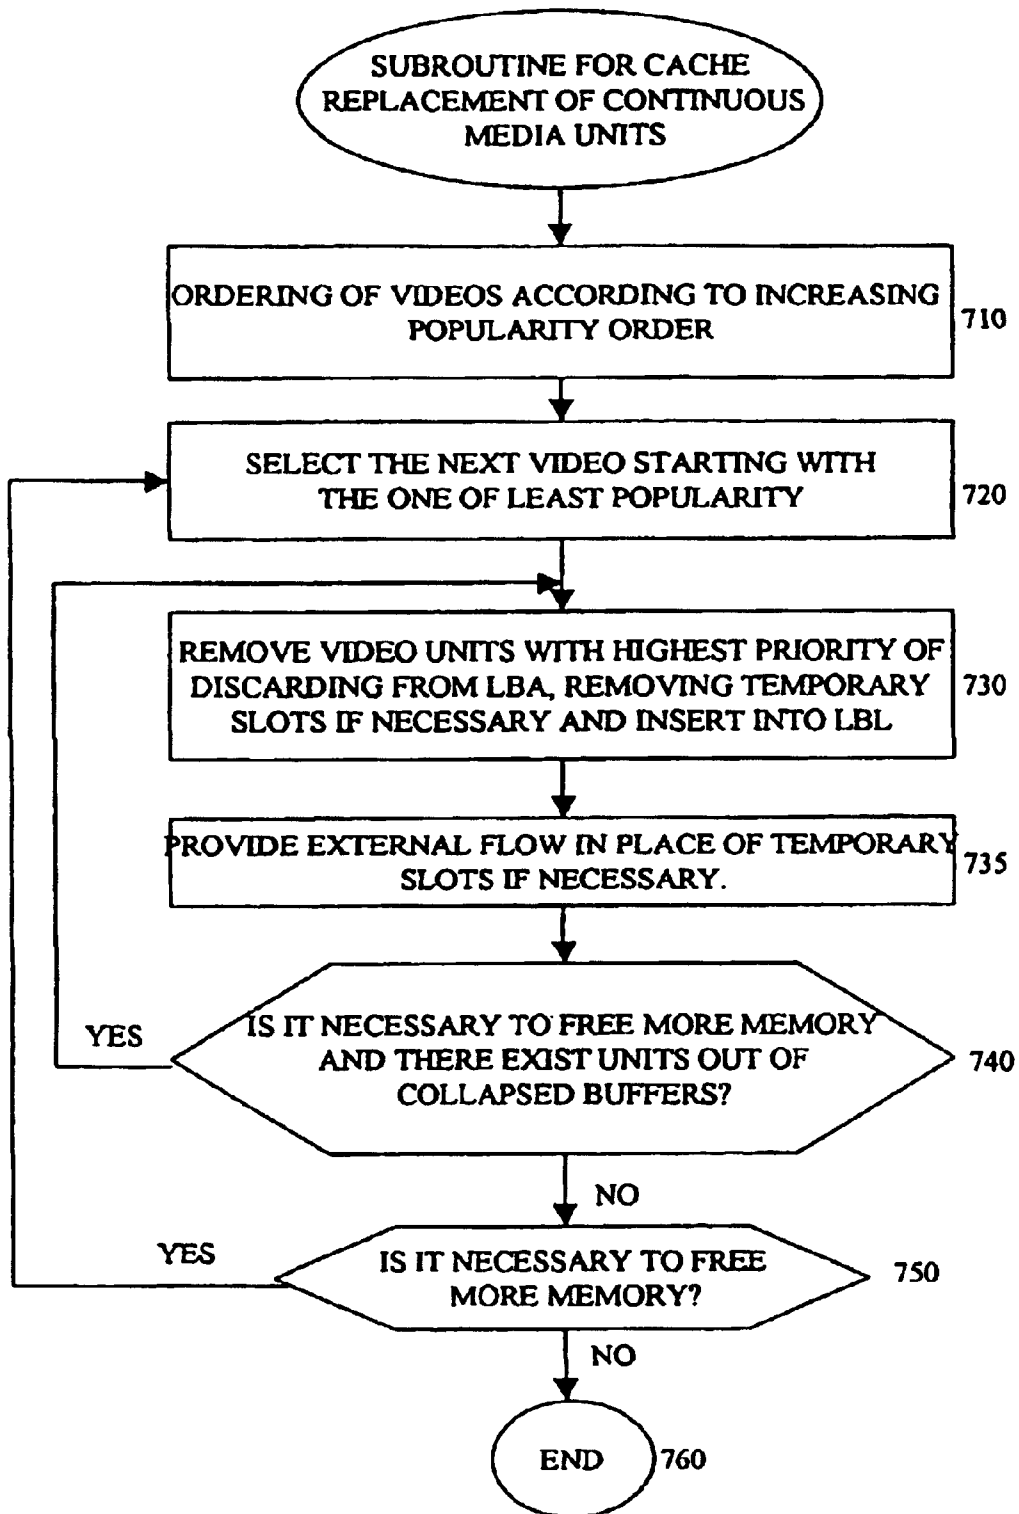 SUBROUTINE FOR CACHE
REPLACEMENT OF CONTINUOUS
MEDIA UNITS
ORDERING OF VIDEOS ACCORDING TO INCREASING
POPULARITY ORDER
710
SELECT THE NEXT VIDEO STARTING WITH
THE ONE OF LEAST POPULARITY
720
REMOVE VIDEO UNITS WITH HIGHEST PRIORITY OF
DISCARDING FROM LBA, REMOVING TEMPORARY
SLOTS IF NECESSARY AND INSERT INTO LBL
730
PROVIDE EXTERNAL FLOW IN PLACE OF TEMPORARY
SLOTS IF NECESSARY.
735
IS IT NECESSARY TO FREE MORE MEMORY
AND THERE EXIST UNITS OUT OF
COLLAPSED BUFFERS?
740
YES
NO
IS IT NECESSARY TO FREE
MORE MEMORY?
750
YES
NO
END
760